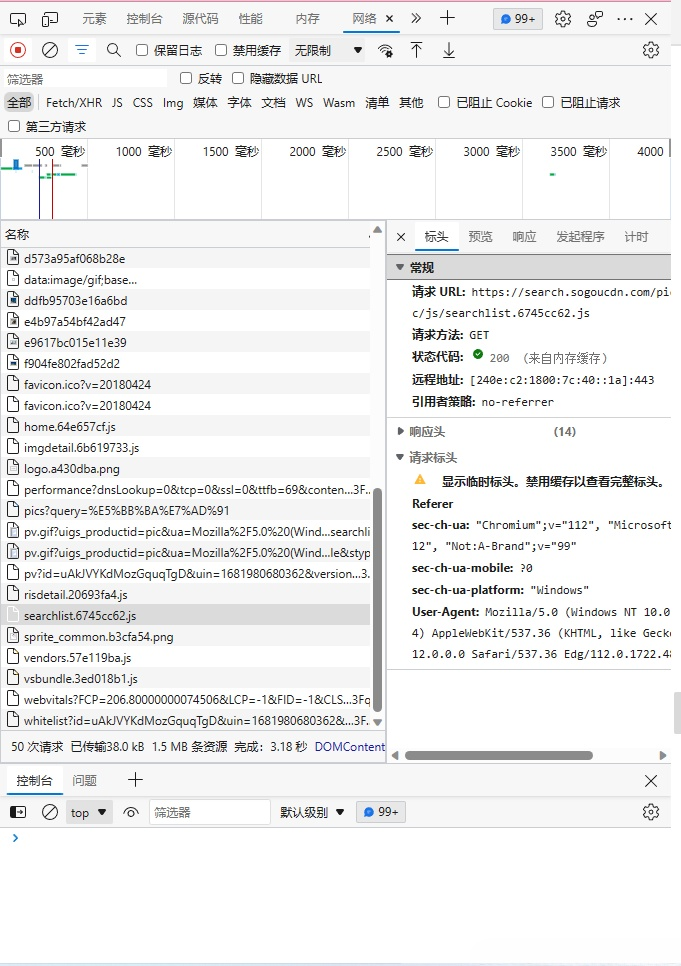 元素 控制台 源代码 性能 内存 网络 99+
保留日志 禁用缓存 无限制
筛选器 反转 隐藏数据 URL
全部 Fetch/XHR JS CSS Img 媒体 字体 文档 WS Wasm 清单 其他 已阻止 Cookie 已阻止请求
第三方请求
500 毫秒 1000 毫秒 1500 毫秒 2000 毫秒 2500 毫秒 3000 毫秒 3500 毫秒 4000
名称
d573a95af068b28e
data:image/gif;base...
ddfb95703e16a6bd
e4b97a54bf42ad47
e9617bc015e11e39
f904fe802fad52d2
favicon.ico?v=20180424
favicon.ico?v=20180424
home.64e657cf.js
imgdetail.6b619733.js
logo.a430dba.png
performance?dnsLookup=0&tcp=0&ssl=0&ttfb=69&conten...3F...
pics?query=%E5%BB%BA%E7%AD%91
pv.gif?uigs_productid=pic&ua=Mozilla%2F5.0%20(Wind...searchli
pv.gif?uigs_productid=pic&ua=Mozilla%2F5.0%20(Wind...le&styp
pv?id=uAkJVYKdMozGquqTgD&uin=1681980680362&version...3.
risdetail.20693fa4.js
searchlist.6745cc62.js
sprite_common.b3cfa54.png
vendors.57e119ba.js
vsbundle.3ed018b1.js
webvitals?FCP=206.80000000074506&LCP=-1&FID=-1&CLS...3Fq
whitelist?id=uAkJVYKdMozGquqTgD&uin=1681980680362&...3F.
50 次请求 已传输38.0 kB 1.5 MB 条资源 完成：3.18 秒 DOMContent
标头 预览 响应 发起程序 计时
常规
请求 URL: https://search.sogoucdn.com/pi
c/js/searchlist.6745cc62.js
请求方法: GET
状态代码: 200 （来自内存缓存）
远程地址: [240e:c2:1800:7c:40::1a]:443
引用者策略: no-referrer
响应头 (14)
请求标头
显示临时标头。禁用缓存以查看完整标头。
Referer
sec-ch-ua: "Chromium";v="112", "Microsoft
12", "Not:A-Brand";v="99"
sec-ch-ua-mobile: ?0
sec-ch-ua-platform: "Windows"
User-Agent: Mozilla/5.0 (Windows NT 10.0
4) AppleWebKit/537.36 (KHTML, like Gecko
12.0.0.0 Safari/537.36 Edg/112.0.1722.48
控制台 问题
top 筛选器 默认级别 99+